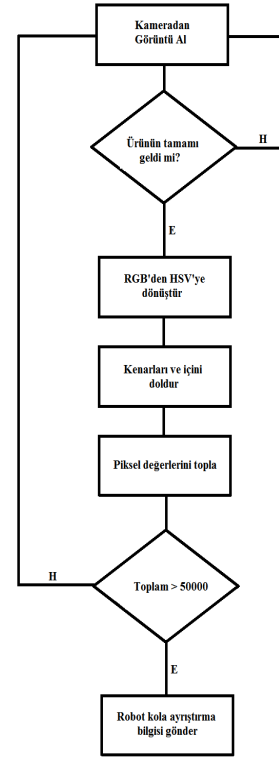 Kameradan
Görüntü Al
Ürünün tamamı
geldi mi?
H
E
RGB'den HSV'ye
dönüştür
Kenarları ve içini
doldur
Piksel değerlerini topla
Toplam > 50000
H
E
Robot kola ayrıştırma
bilgisi gönder